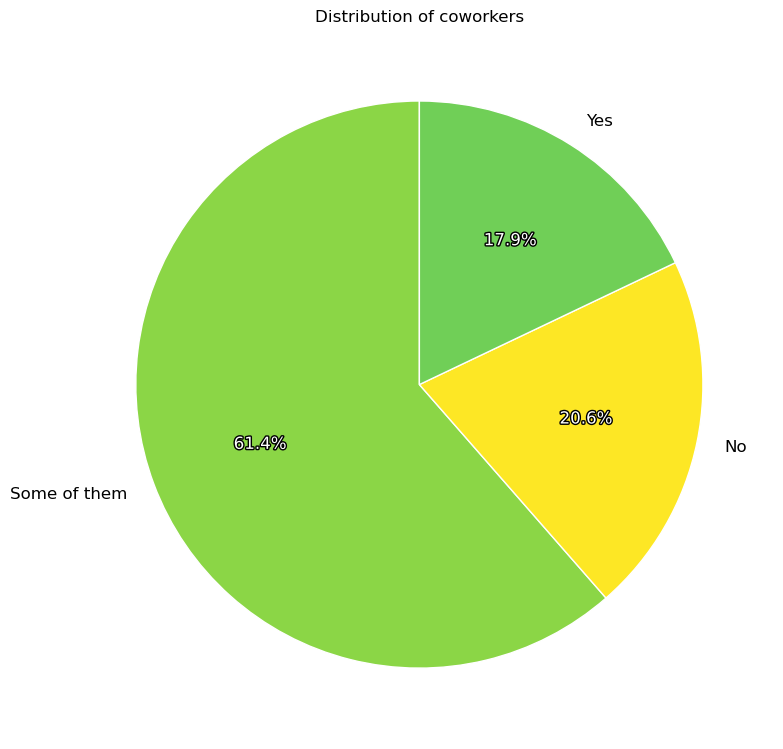 Distribution of coworkers
Yes
17.9%
20.6%
61.4%
No
Some of them